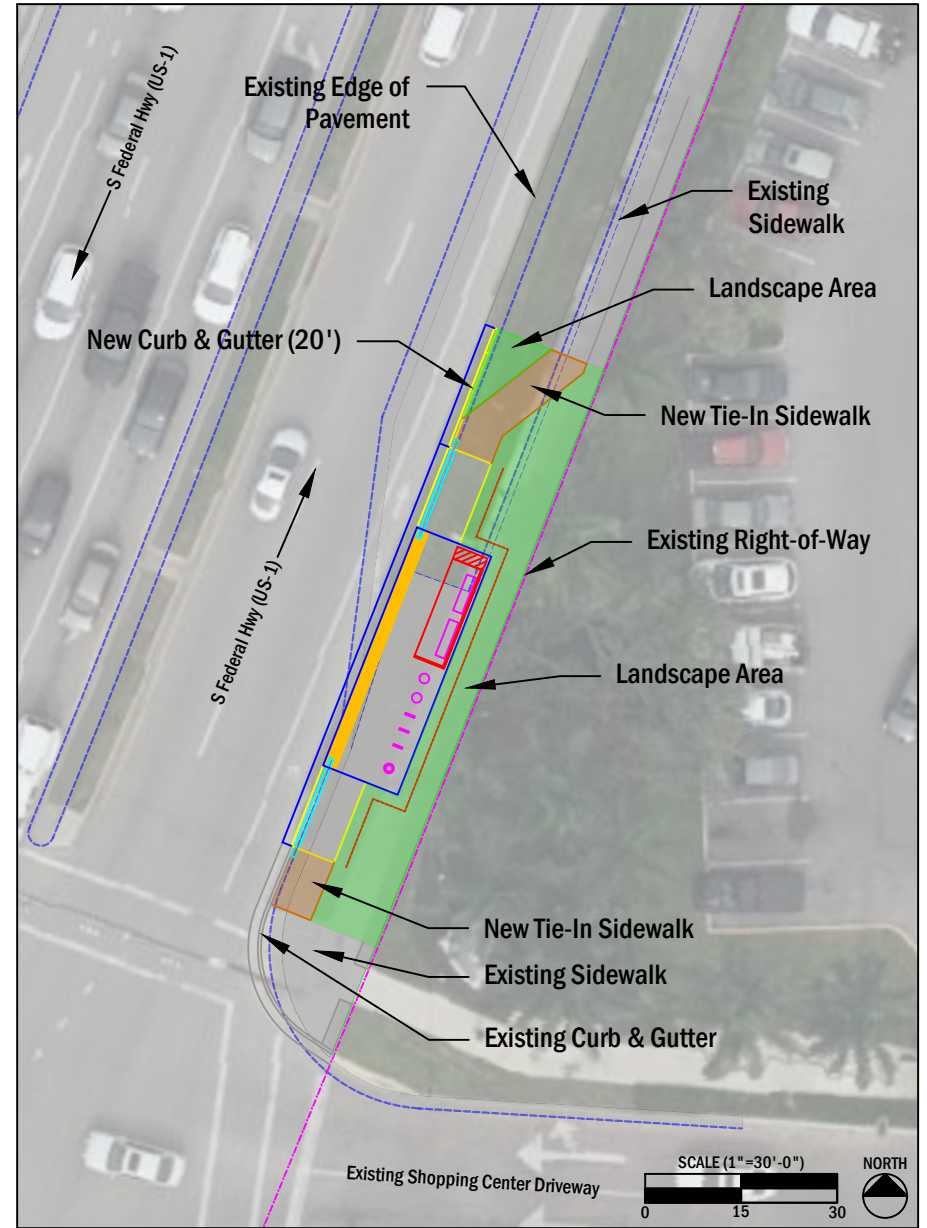 S Federal Hwy (US-1)
Existing Edge of
Pavement
Existing
Sidewalk
Landscape Area
New Curb & Gutter (20')
New Tie-In Sidewalk
Existing Right-of-Way
S Federal Hwy (US-1)
Landscape Area
New Tie-In Sidewalk
Existing Sidewalk
Existing Curb & Gutter
Existing Shopping Center Driveway
SCALE (1"=30'-0")
0 15 30
NORTH